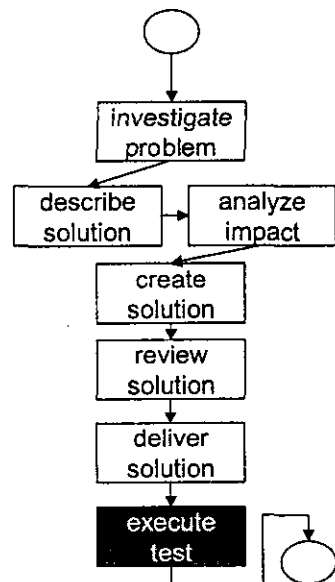 investigate
problem
describe
solution
analyze
impact
create
solution
review
solution
deliver
solution
execute
test